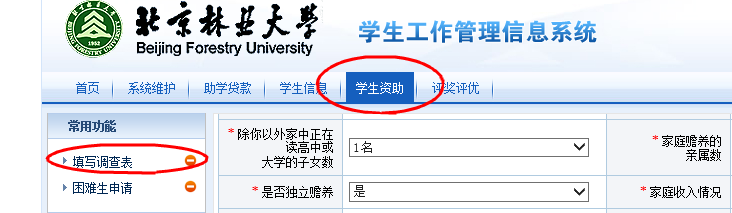 北京林业大学
Beijing Forestry University
1952
学生工作管理信息系统
首页 系统维护 助学贷款 学生信息 学生资助 评奖评优
常用功能
填写调查表
困难生申请
*除你以外家中正在
读高中或
大学的子女数
1名
*家庭赡养的
亲属数
*是否独立赡养
是
*家庭收入情况